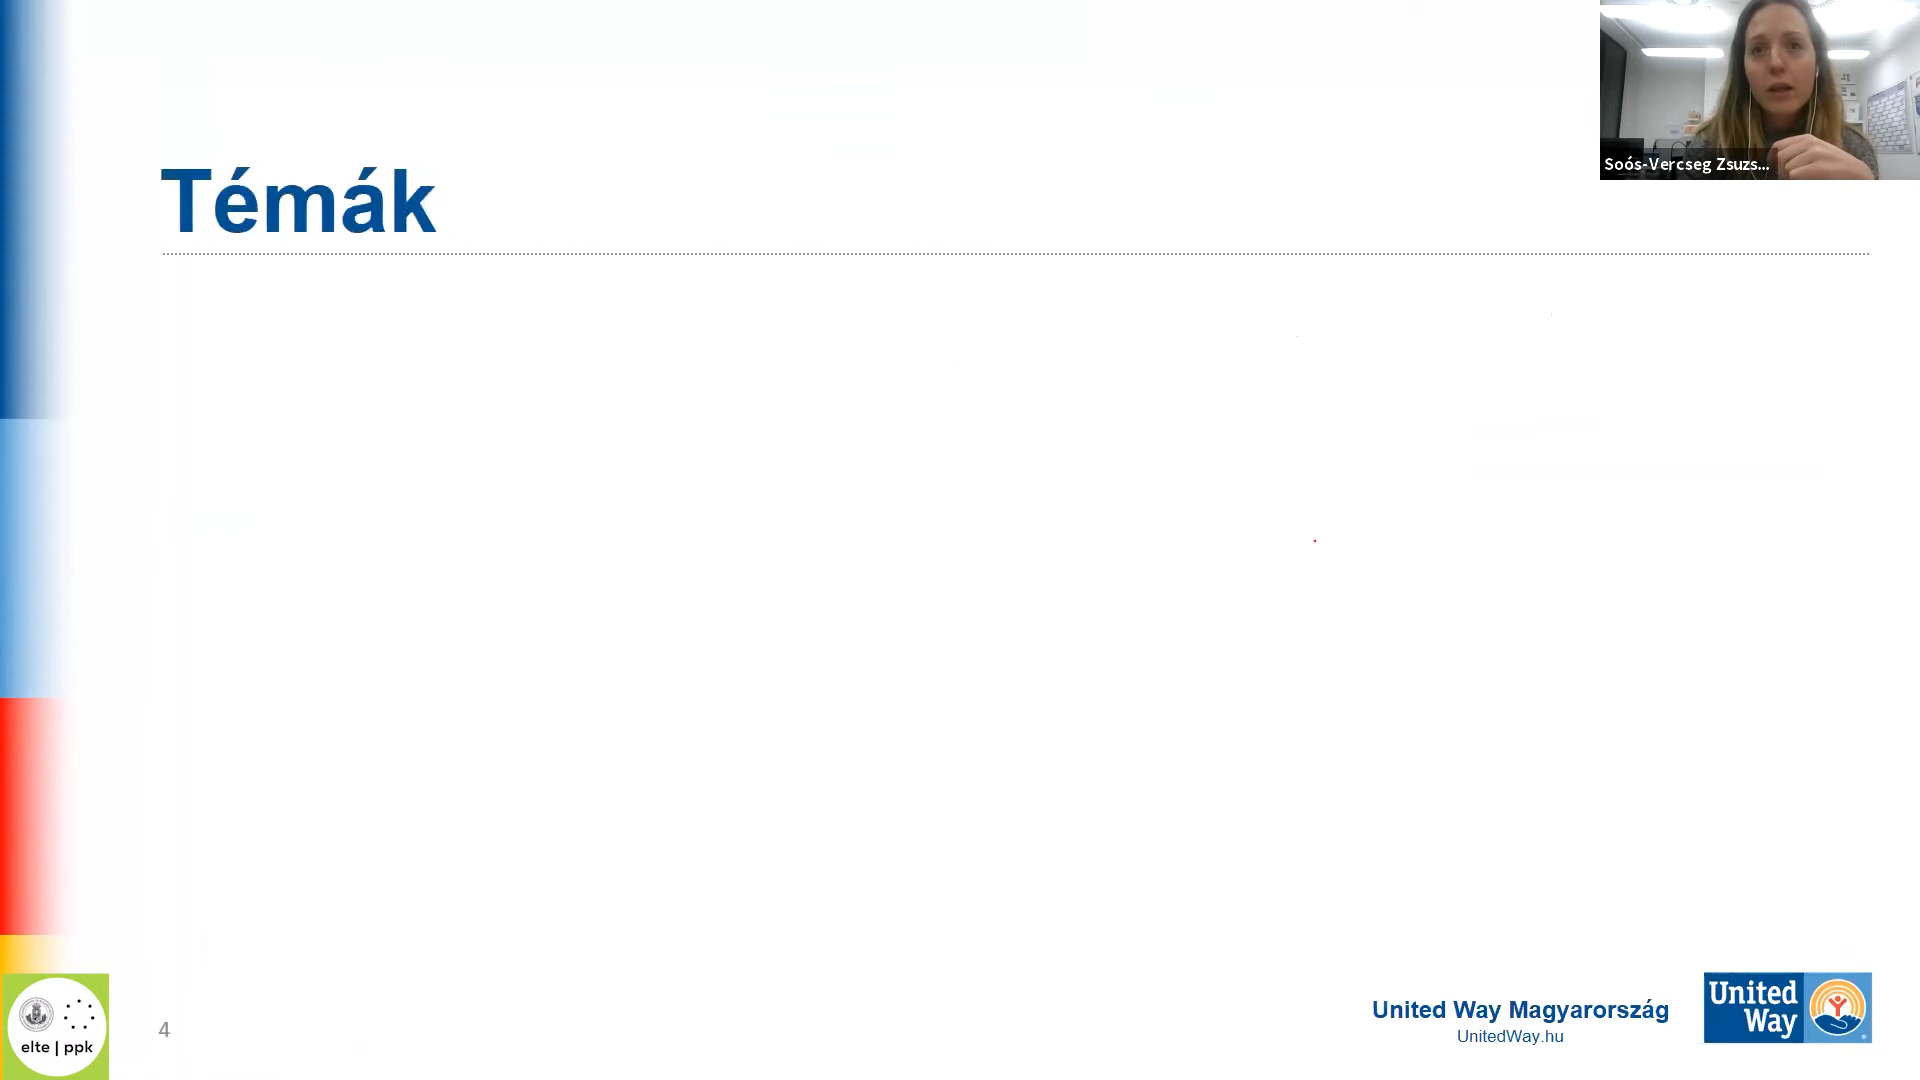 Soós-Vercseg Zsuzs...
Témák
elte | ppk
4
United Way Magyarország
UnitedWay.hu
United
Way